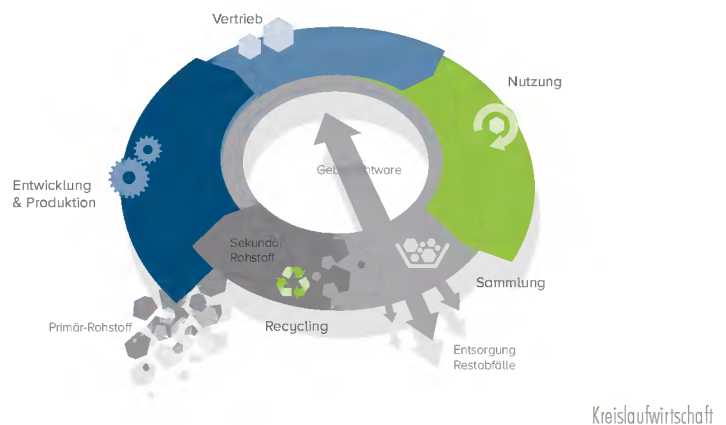 Vertrieb
Nutzung
Entwicklung
& Produktion
Sekundär
Rohstoff
Sammlung
Recycling
Primär-Rohstoff
Entsorgung
Restabfälle
Kreislaufwirtschaft